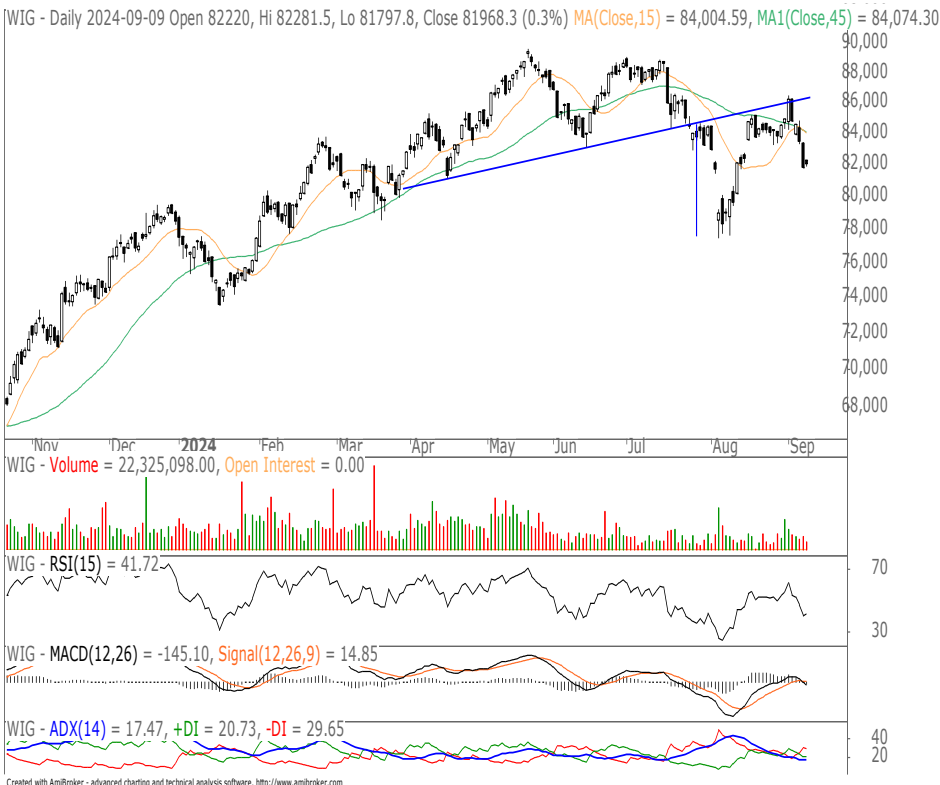 WIG - Daily 2024-09-09 Open 82220, Hi 82281.5, Lo 81797.8, Close 81968.3 (0.3%) MA(Close,15) = 84,004.59, MA1(Close,45) = 84,074.30
90,000
88,000
86,000
84,000
82,000
80,000
78,000
76,000
74,000
72,000
70,000
68,000
Nov Dec 2024 Feb Mar Apr May Jun Jul Aug Sep
WIG - Volume = 22,325,098.00, Open Interest = 0.00
WIG - RSI(15) = 41.72
70
30
WIG - MACD(12,26) = -145.10, Signal(12,26,9) = 14.85
WIG - ADX(14) = 17.47, +DI = 20.73, -DI = 29.65
40
20
Created with AmiBroker - advanced charting and technical analysis software. http://www.amibroker.com